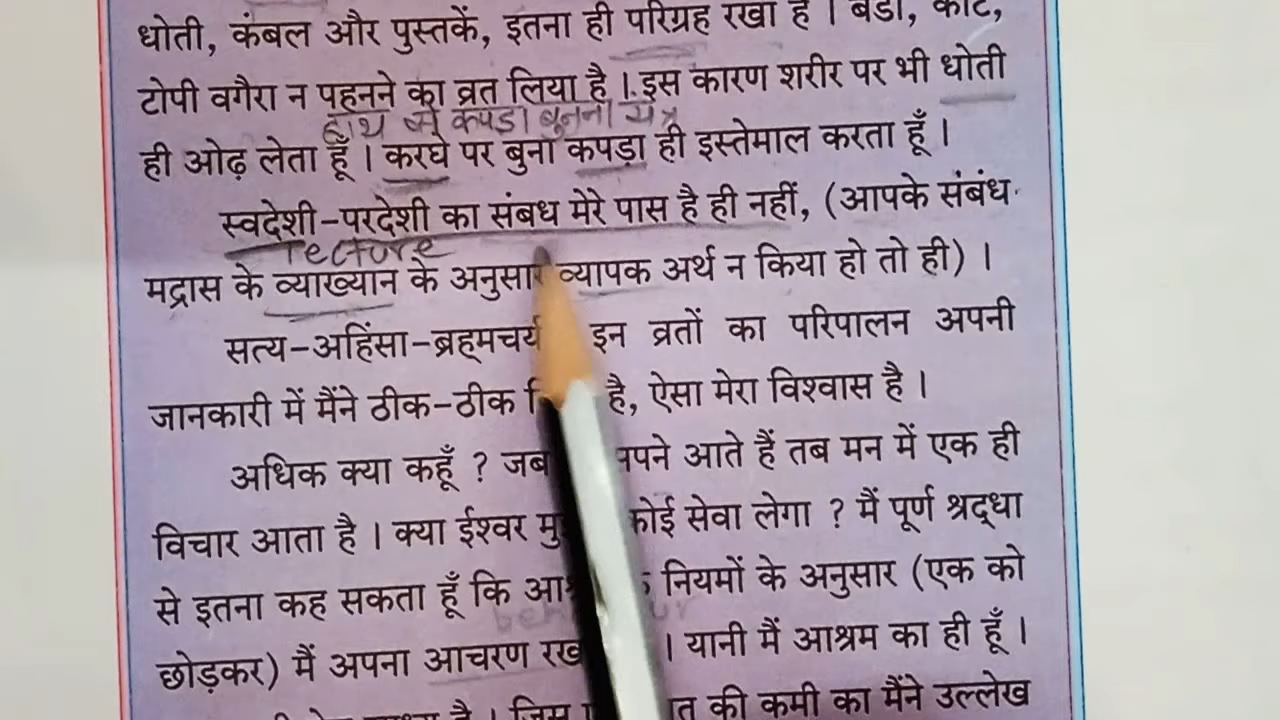 धोती, कंबल और पुस्तकें, इतना ही परिग्रह रखा है । बंडी, कोट,
टोपी वगैरा न पहनने का व्रत लिया है । इस कारण शरीर पर भी धोती
हाथ से कपडा बुनना यंत्र
ही ओढ़ लेता हूँ । करघे पर बुना कपड़ा ही इस्तेमाल करता हूँ ।
स्वदेशी-परदेशी का संबंध मेरे पास है ही नहीं, (आपके संबंध
lecture
मद्रास के व्याख्यान के अनुसार व्यापक अर्थ न किया हो तो ही) ।
सत्य-अहिंसा-ब्रह्मचर्य इन व्रतों का परिपालन अपनी
जानकारी में मैंने ठीक-ठीक है, ऐसा मेरा विश्वास है ।
अधिक क्या कहूँ ? जब आते हैं तब मन में एक ही
विचार आता है । क्या ईश्वर कोई सेवा लेगा ? मैं पूर्ण श्रद्धा
से इतना कह सकता हूँ कि नियमों के अनुसार (एक को
छोड़कर) मैं अपना आचरण । यानी मैं आश्रम का ही हूँ ।
की कमी का मैंने उल्लेख